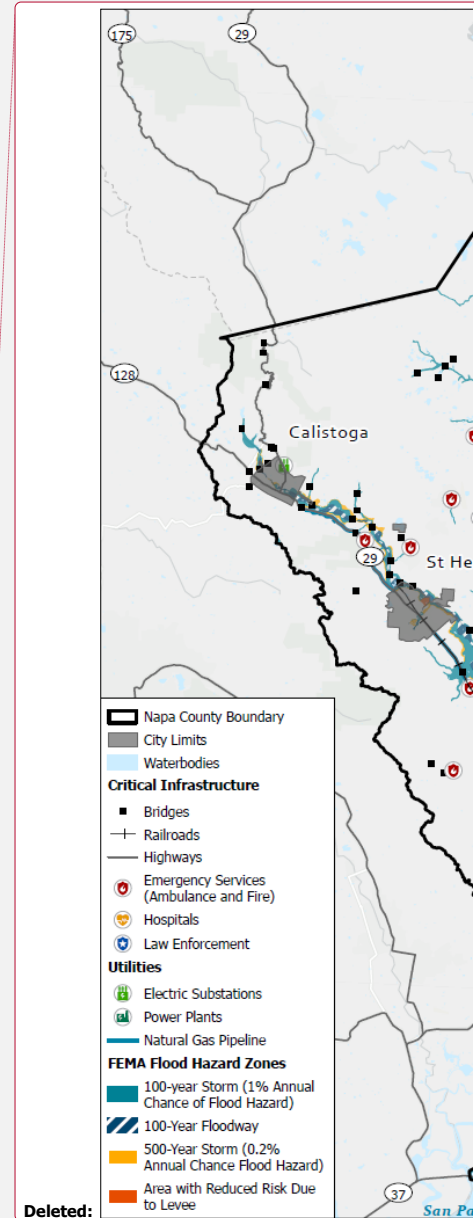 175
29
128
Calistoga
29
St He
Napa County Boundary
City Limits
Waterbodies
Critical Infrastructure
Bridges
Railroads
Highways
Emergency Services
(Ambulance and Fire)
Hospitals
Law Enforcement
Utilities
Electric Substations
Power Plants
Natural Gas Pipeline
FEMA Flood Hazard Zones
100-year Storm (1% Annual
Chance of Flood Hazard)
100-Year Floodway
500-Year Storm (0.2%
Annual Chance Flood Hazard)
Area with Reduced Risk Due
to Levee
37
San Pa
Deleted: